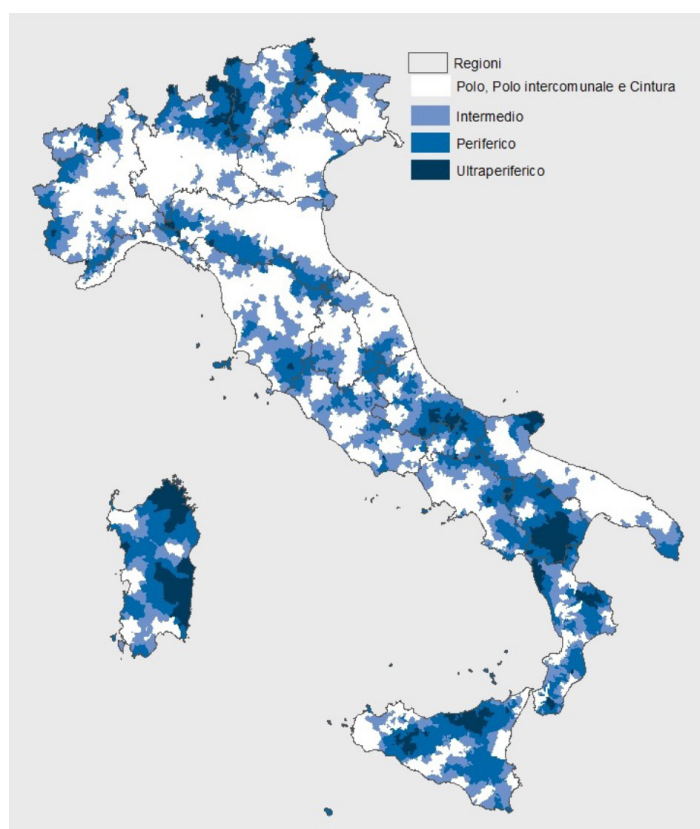 Regioni
Polo, Polo intercomunale e Cintura
Intermedio
Periferico
Ultraperiferico